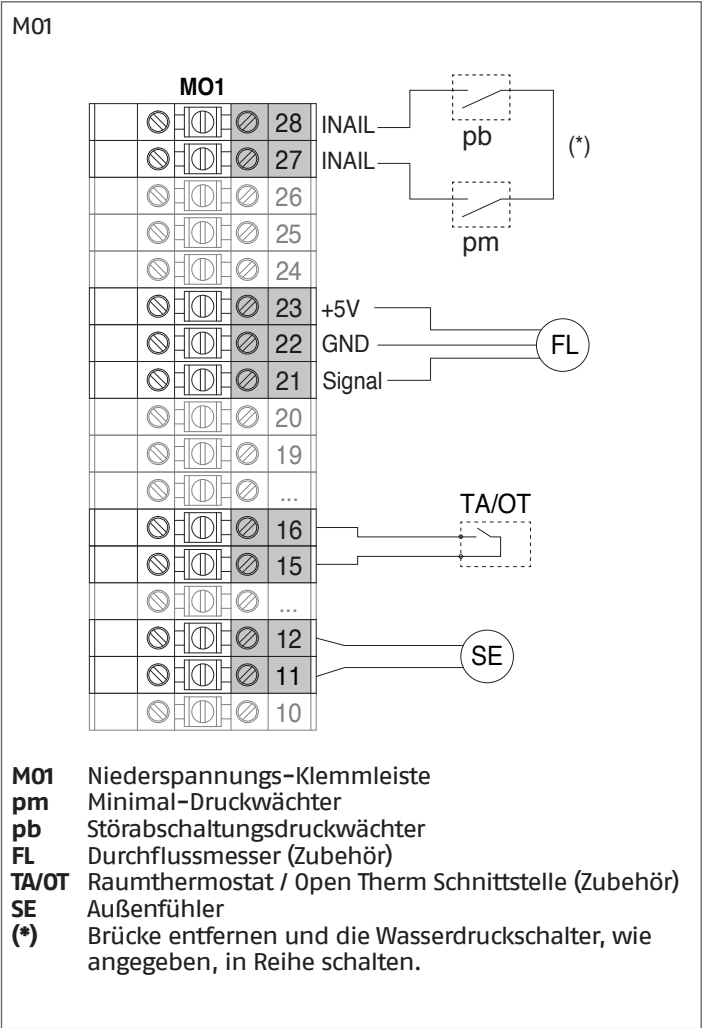 M01
MO1
28 INAIL
pb
(*)
27 INAIL
26
pm
25
24
23 +5V
22 GND
FL
21 Signal
20
19
...
TA/OT
16
15
...
12
SE
11
10
M01 Niederspannungs-Klemmleiste
pm Minimal-Druckwächter
pb Störabschaltungsdruckwächter
FL Durchflussmesser (Zubehör)
TA/OT Raumthermostat / Open Therm Schnittstelle (Zubehör)
SE Außenfühler
(*) Brücke entfernen und die Wasserdruckschalter, wie
angegeben, in Reihe schalten.